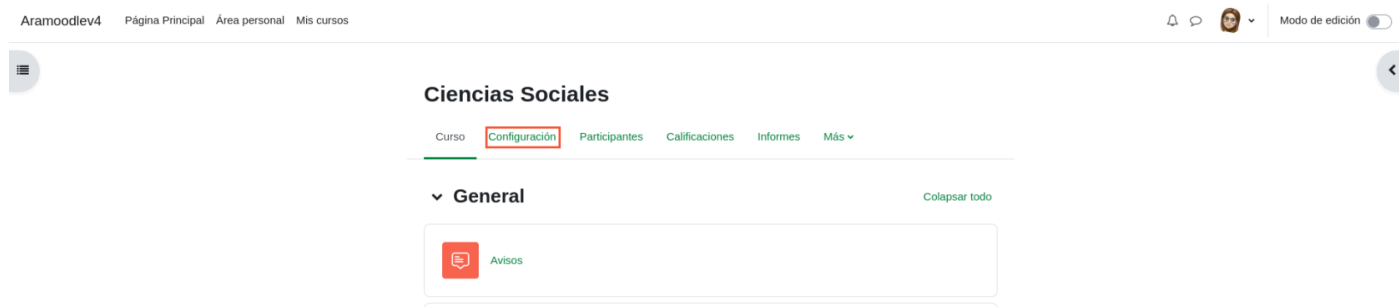 Aramoodlev4 Página Principal Área personal Mis cursos Modo de edición
Ciencias Sociales
Curso Configuración Participantes Calificaciones Informes Más
General Colapsar todo
Avisos